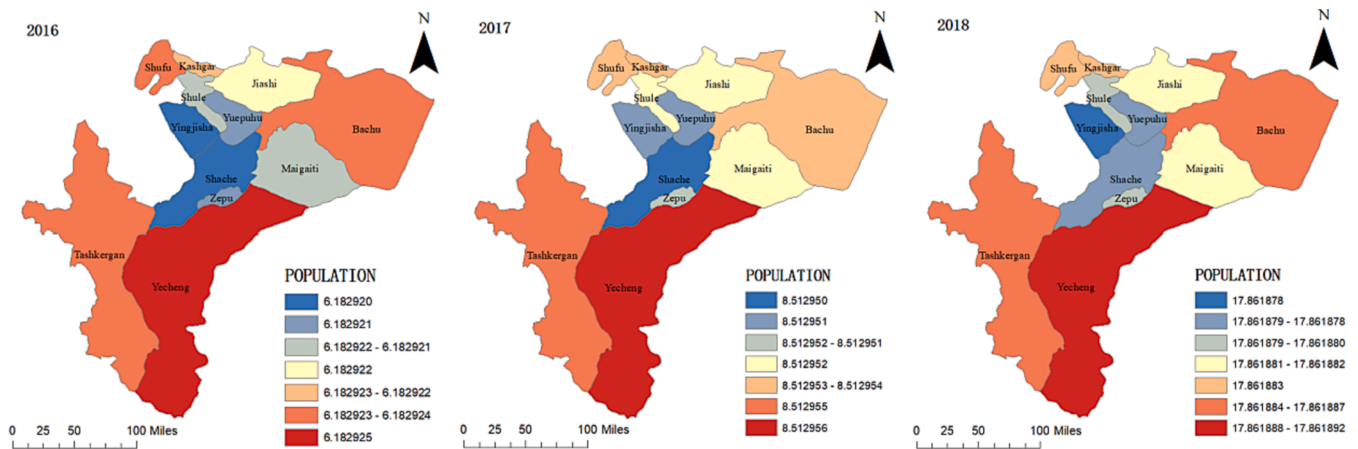 2016
N
Shufu
Kashgar
Jiashi
Shule
Yuepuhu
Yingjisha
Bachu
Maigaiti
Shache
Zepu
Tashkergan
Yecheng
POPULATION
6.182920
6.182921
6.182922 - 6.182921
6.182922
6.182923 - 6.182922
6.182923 - 6.182924
6.182925
0 25 50 100 Miles
2017
N
Shufu
Kashgar
Jiashi
Shule
Yuepuhu
Yingjisha
Bachu
Maigaiti
Shache
Zepu
Tashkergan
Yecheng
POPULATION
8.512950
8.512951
8.512952 - 8.512951
8.512952
8.512953 - 8.512954
8.512955
8.512956
0 25 50 100 Miles
2018
N
Shufu
Kashgar
Jiashi
Shule
Yuepuhu
Yingjisha
Bachu
Maigaiti
Shache
Zepu
Tashkergan
Yecheng
POPULATION
17.861878
17.861879 - 17.861878
17.861879 - 17.861880
17.861881 - 17.861882
17.861883
17.861884 - 17.861887
17.861888 - 17.861892
0 25 50 100 Miles